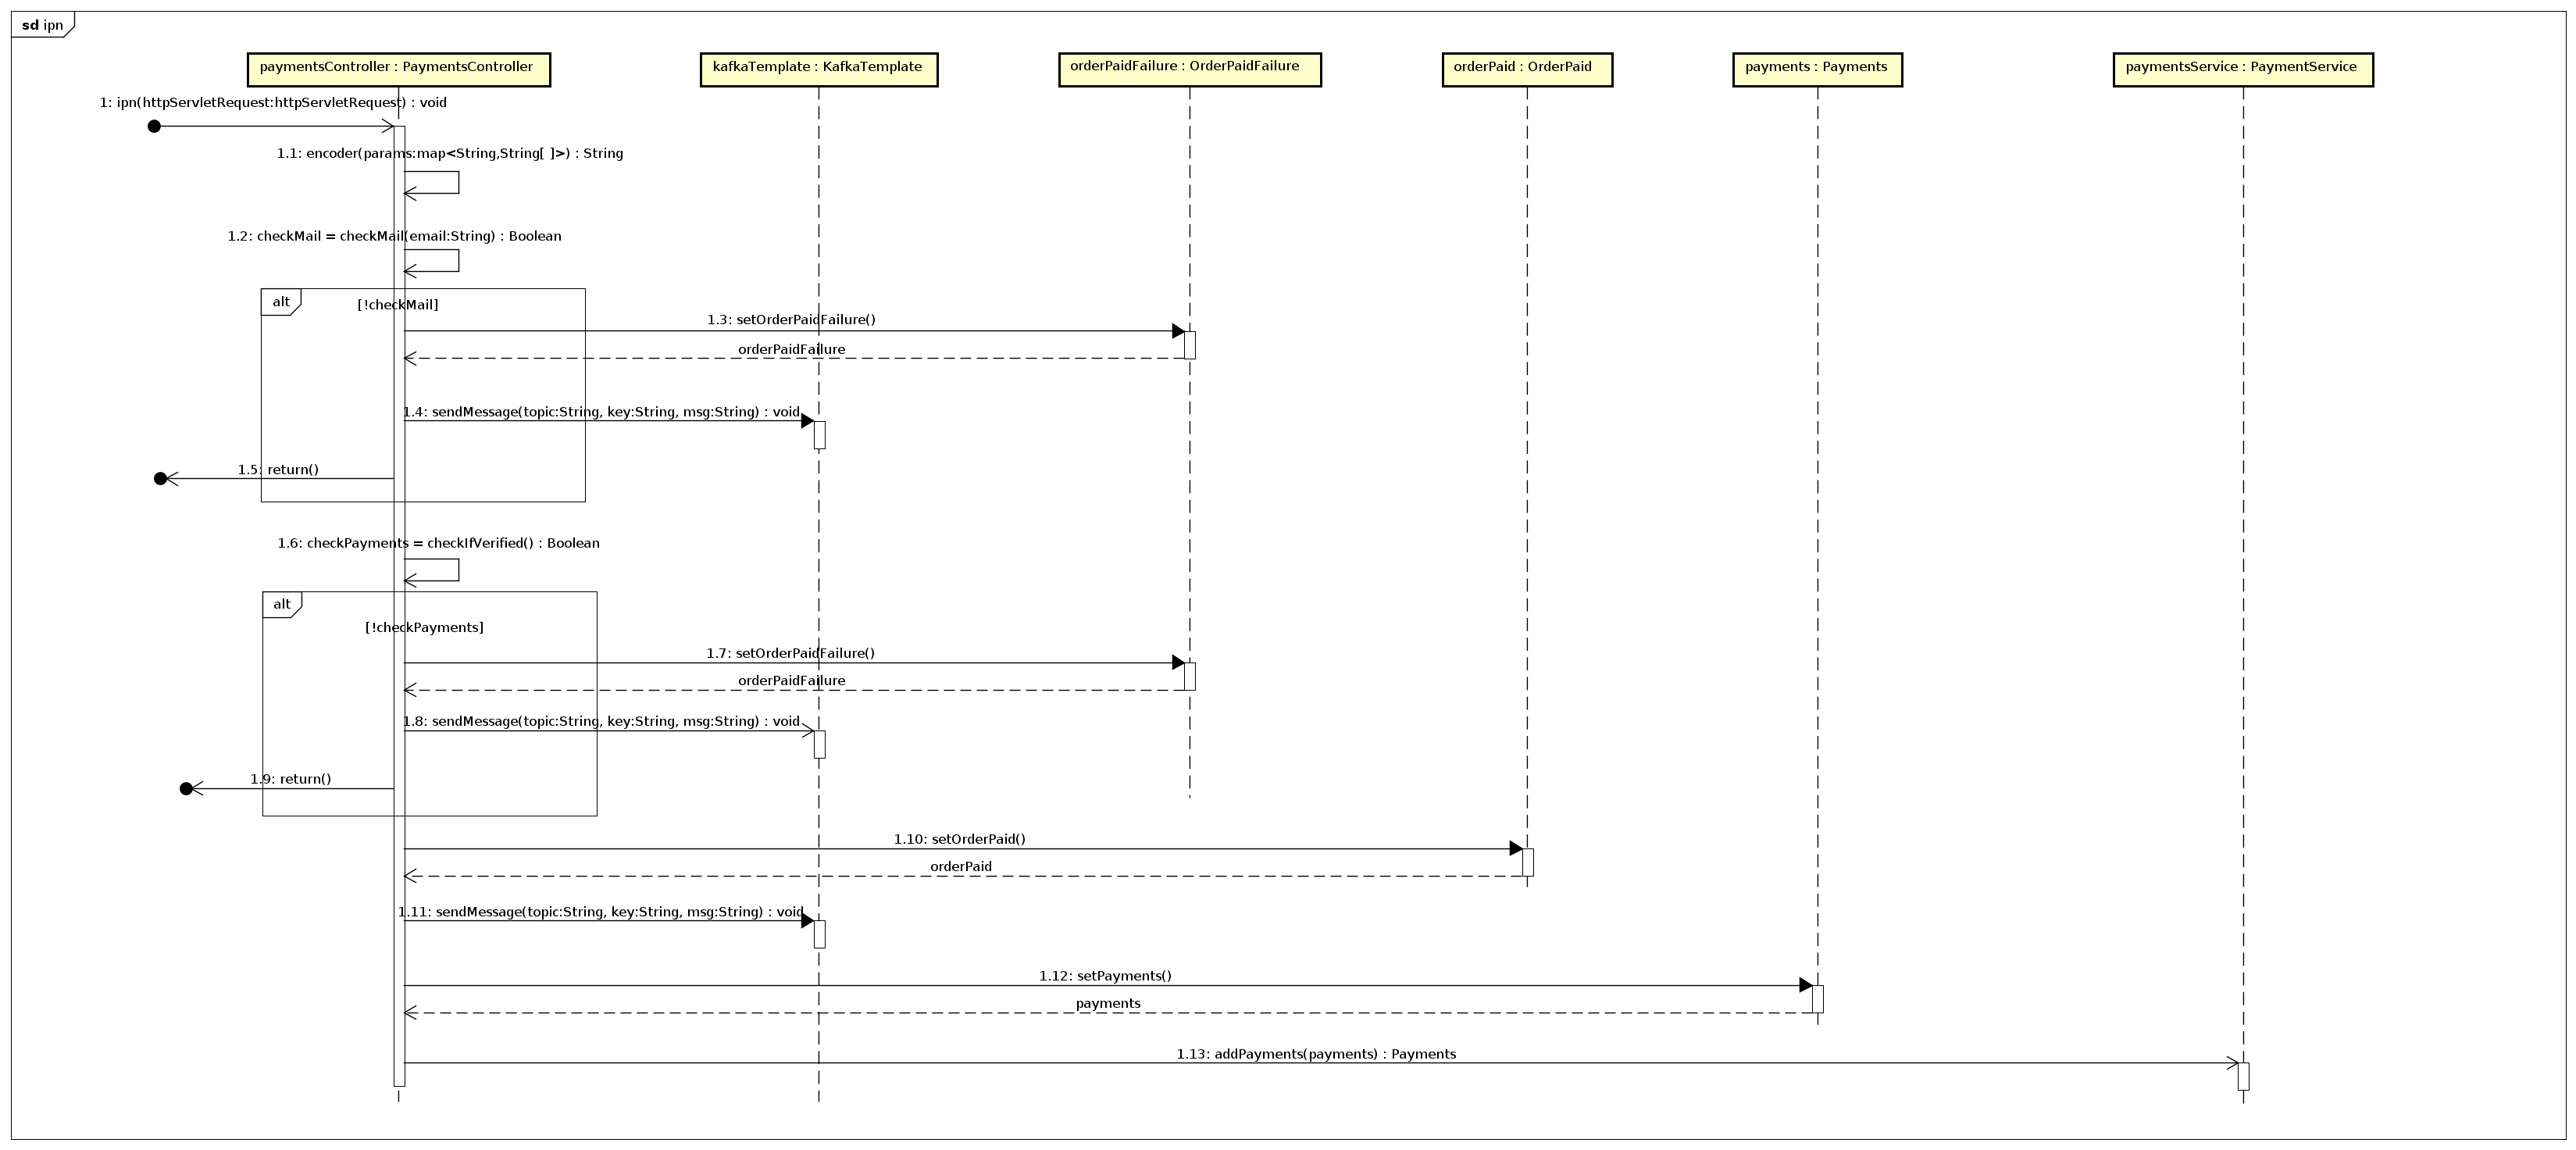 sd ipn
paymentsController : PaymentsController
kafkaTemplate : KafkaTemplate
orderPaidFailure : OrderPaidFailure
orderPaid : OrderPaid
payments : Payments
paymentsService : PaymentService
1: ipn(httpServletRequest:httpServletRequest) : void
1.1: encoder(params:map<String,String[ ]>) : String
1.2: checkMail = checkMail(email:String) : Boolean
alt
[!checkMail]
1.3: setOrderPaidFailure()
orderPaidFailure
1.4: sendMessage(topic:String, key:String, msg:String) : void
1.5: return()
1.6: checkPayments = checkIfVerified() : Boolean
alt
[!checkPayments]
1.7: setOrderPaidFailure()
orderPaidFailure
1.8: sendMessage(topic:String, key:String, msg:String) : void
1.9: return()
1.10: setOrderPaid()
orderPaid
1.11: sendMessage(topic:String, key:String, msg:String) : void
1.12: setPayments()
payments
1.13: addPayments(payments) : Payments